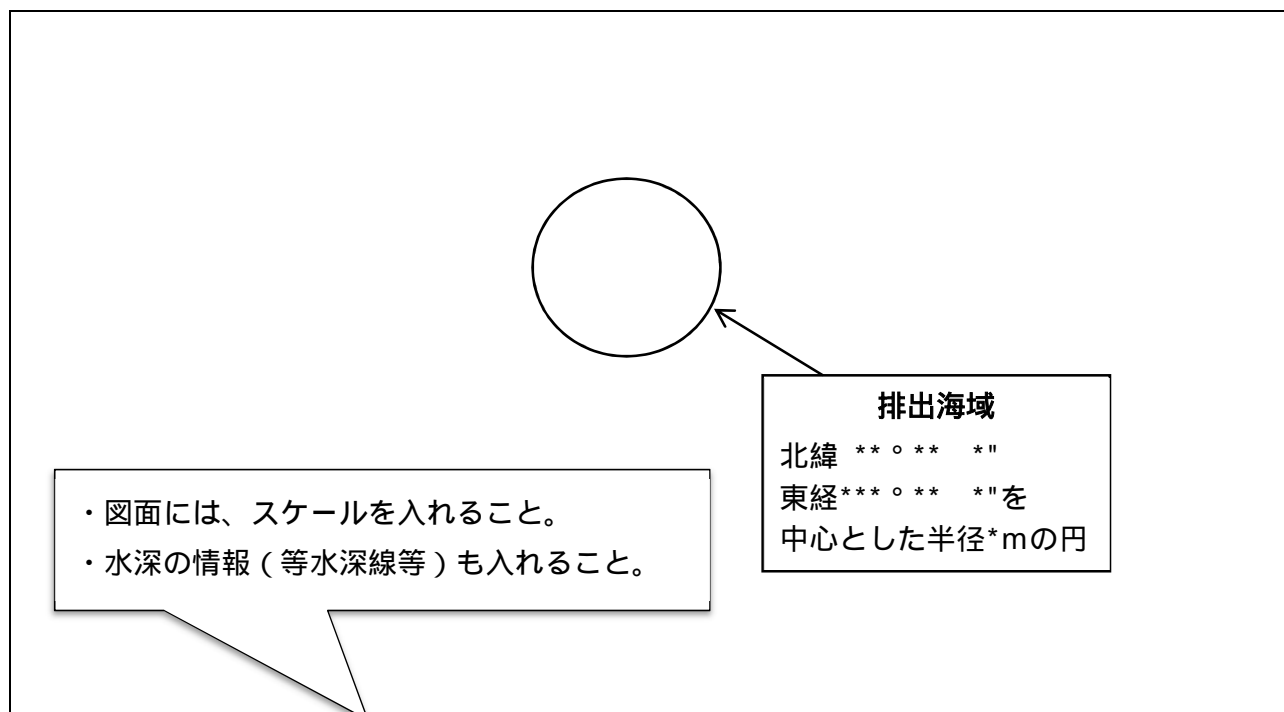 排出海域
北緯 ** ° **　*"
東経*** ° **　*"を
中心とした半径*mの円
・図面には、スケールを入れること。
・水深の情報（等水深線等）も入れること。